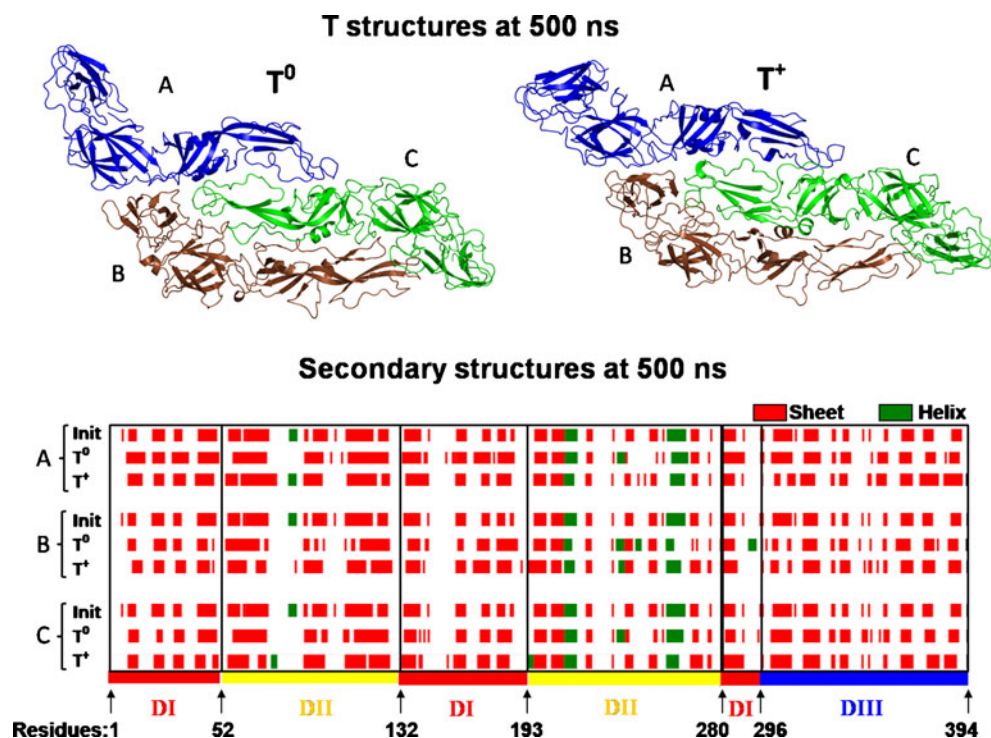 T structures at 500 ns
A T⁰
C
B
A T⁺
C
B
Secondary structures at 500 ns
Sheet Helix
A
Init
T⁰
T⁺
B
Init
T⁰
T⁺
C
Init
T⁰
T⁺
DI DII DI DII DI DIII
Residues:1 52 132 193 280 296 394